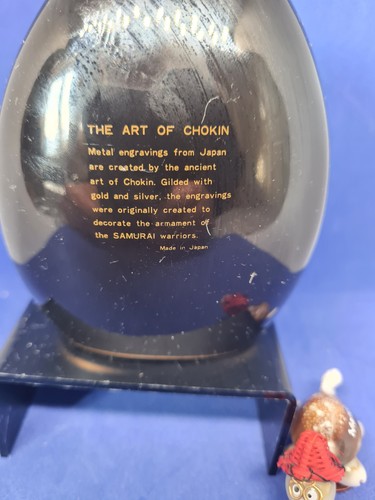 THE ART OF CHOKIN
Metal engravings from Japan
are created by the ancient
art of Chokin. Gilded with
gold and silver, the engravings
were originally created to
decorate the armament of
the SAMURAI warriors.
Made in Japan